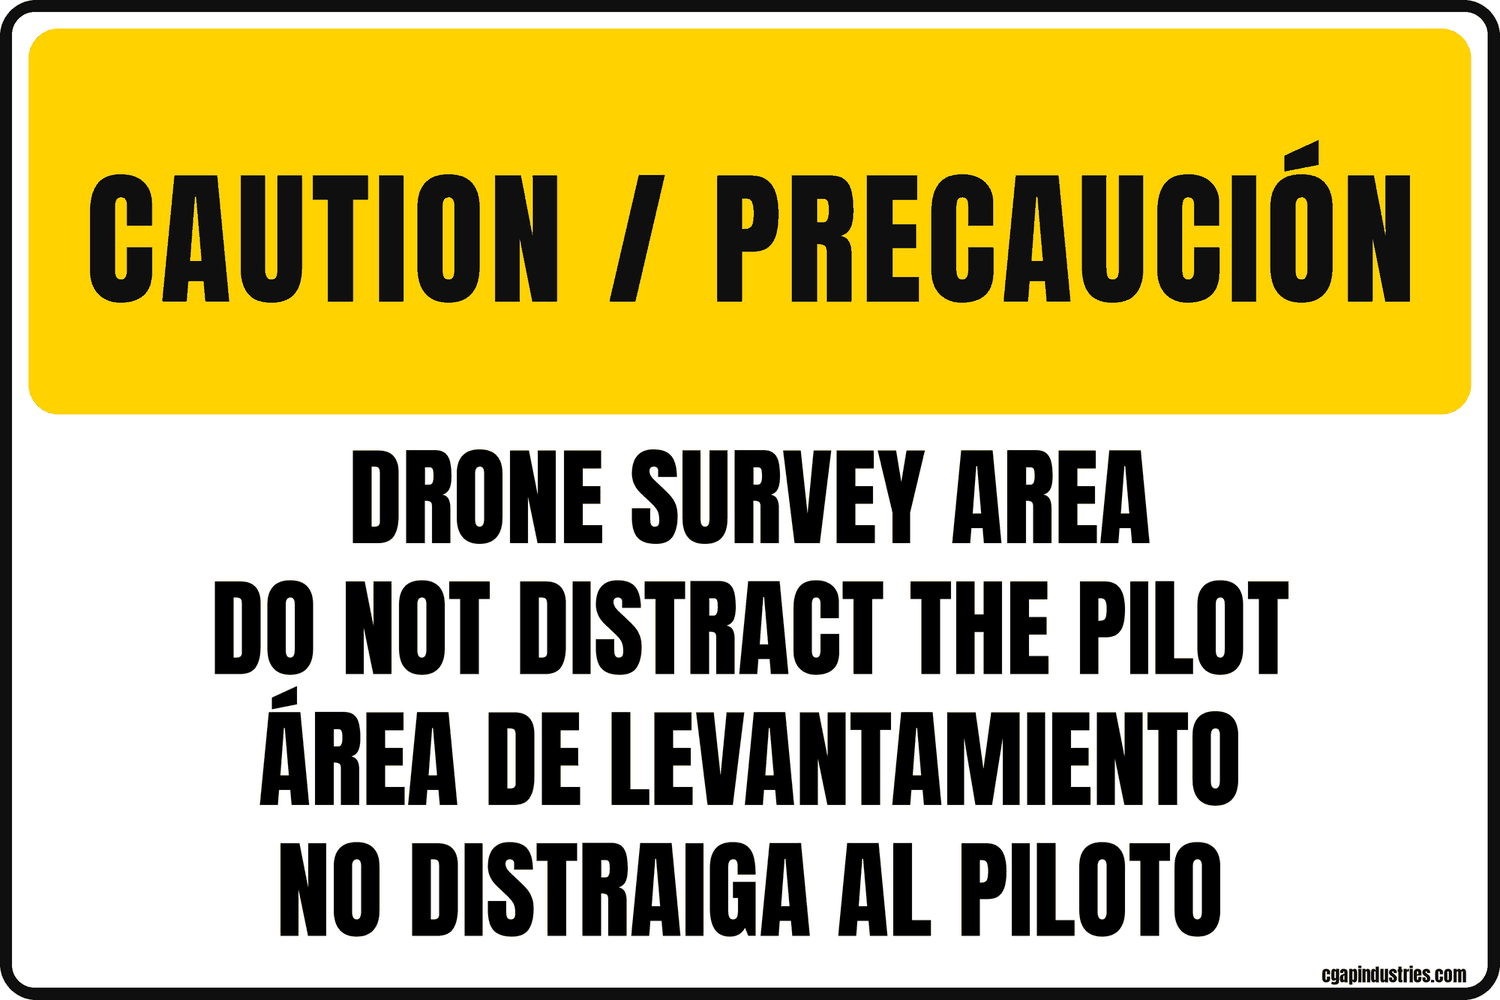 CAUTION / PRECAUCIÓN
DRONE SURVEY AREA
DO NOT DISTRACT THE PILOT
ÁREA DE LEVANTAMIENTO
NO DISTRAIGA AL PILOTO
cgapindustries.com